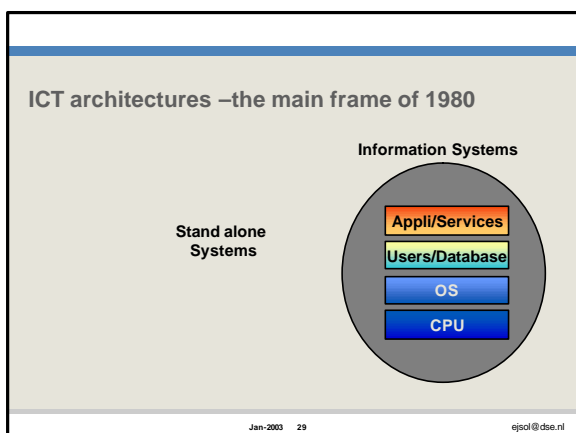 ICT architectures –the main frame of 1980
Information Systems
Stand alone
Systems
Appli/Services
Users/Database
OS
CPU
Jan-2003 29
ejsol@dse.nl